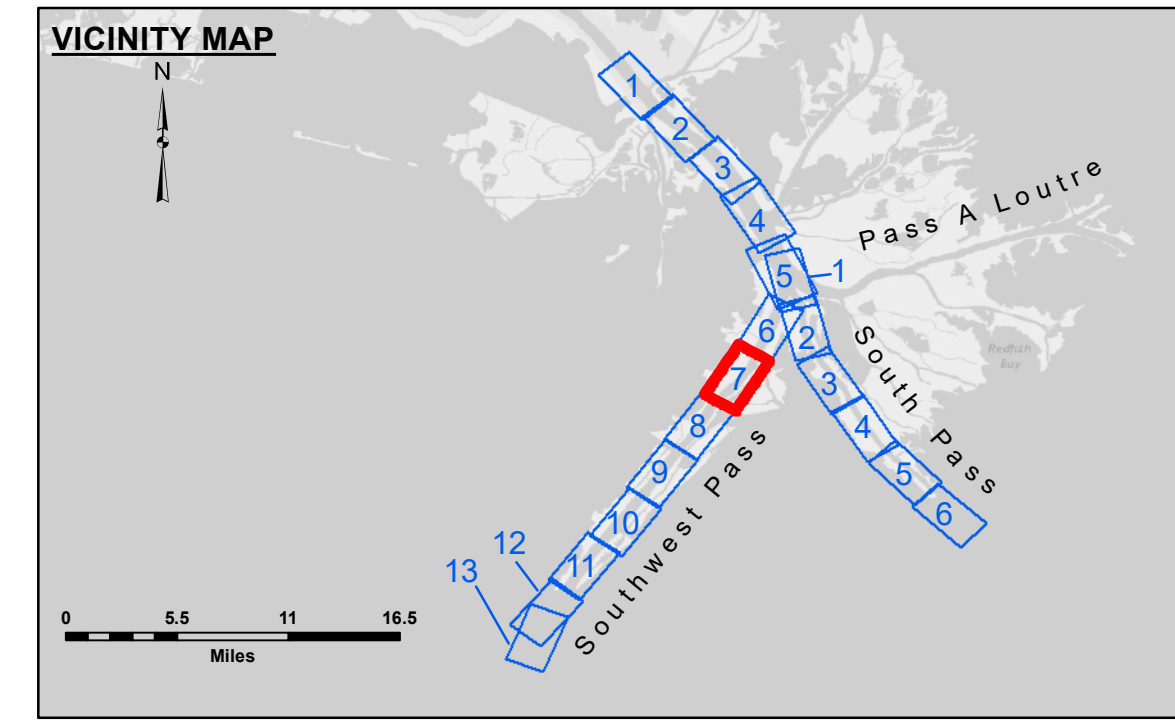 VICINITY MAP
N
1
2
3
4
5
1
6
2
7
3
8
4
9
5
10
6
11
12
13
Pass A Loutre
South Pass
Redfish
Bay
Southwest Pass
0 5.5 11 16.5
Miles